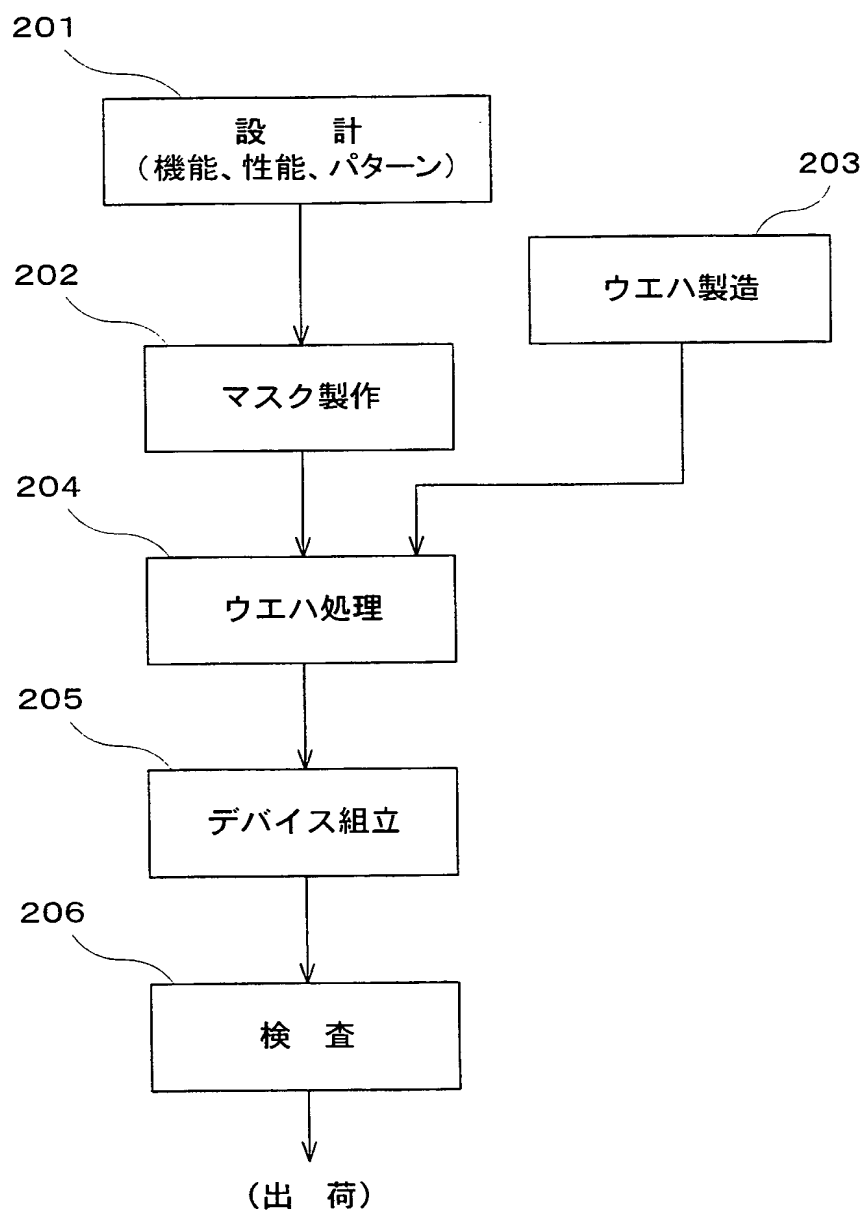 201
設 計
(機能、性能、パターン)
203
ウエハ製造
202
マスク製作
204
ウエハ処理
205
デバイス組立
206
検 査
(出 荷)